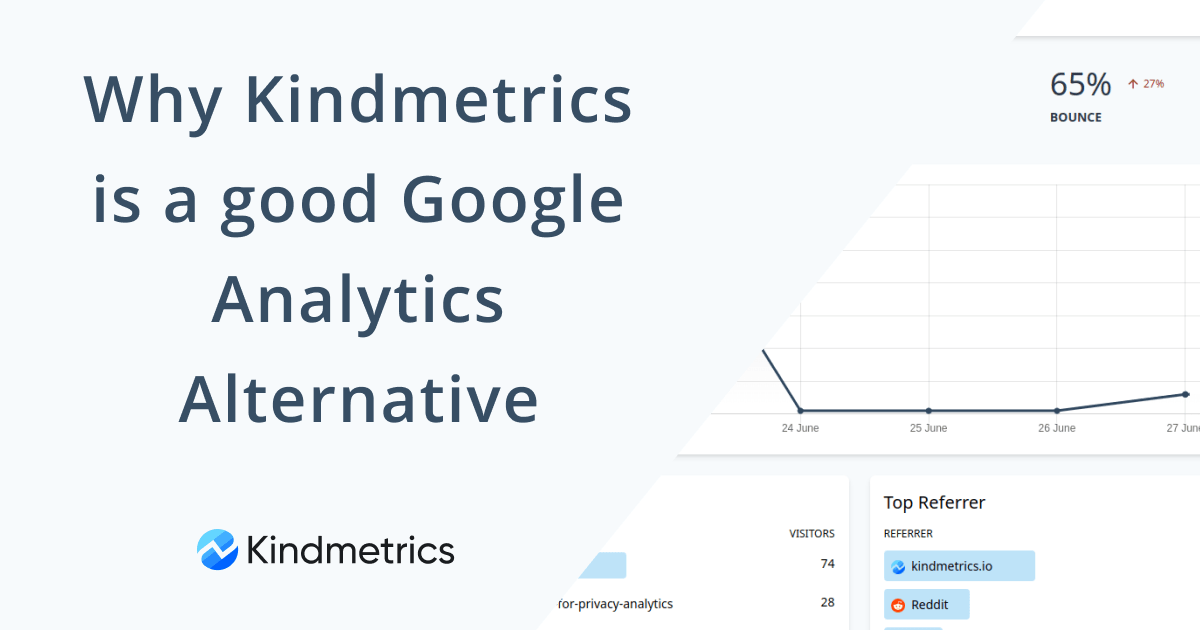 Why Kindmetrics
is a good Google
Analytics
Alternative
Kindmetrics
65% ↑ 27%
BOUNCE
24 June 25 June 26 June 27 June
VISITORS
74
for-privacy-analytics 28
Top Referrer
REFERRER
kindmetrics.io
Reddit